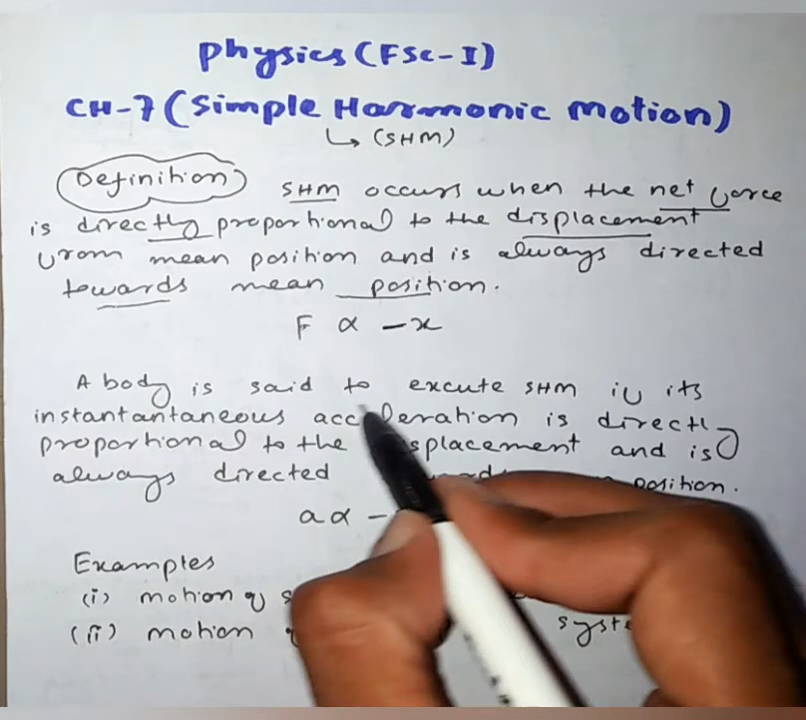 Physics (FSc-I)
CH-7 (Simple Harmonic Motion)
↳ (SHM)
Definition SHM occurs when the net force
is directly proportional to the displacement
from mean position and is always directed
towards mean position.
F ∝ -x
A body is said to excute SHM if its
instantantaneous acceleration is directly
proportional to the displacement and is
always directed position.
a ∝ -
Examples
(i) motion of
(ii) motion